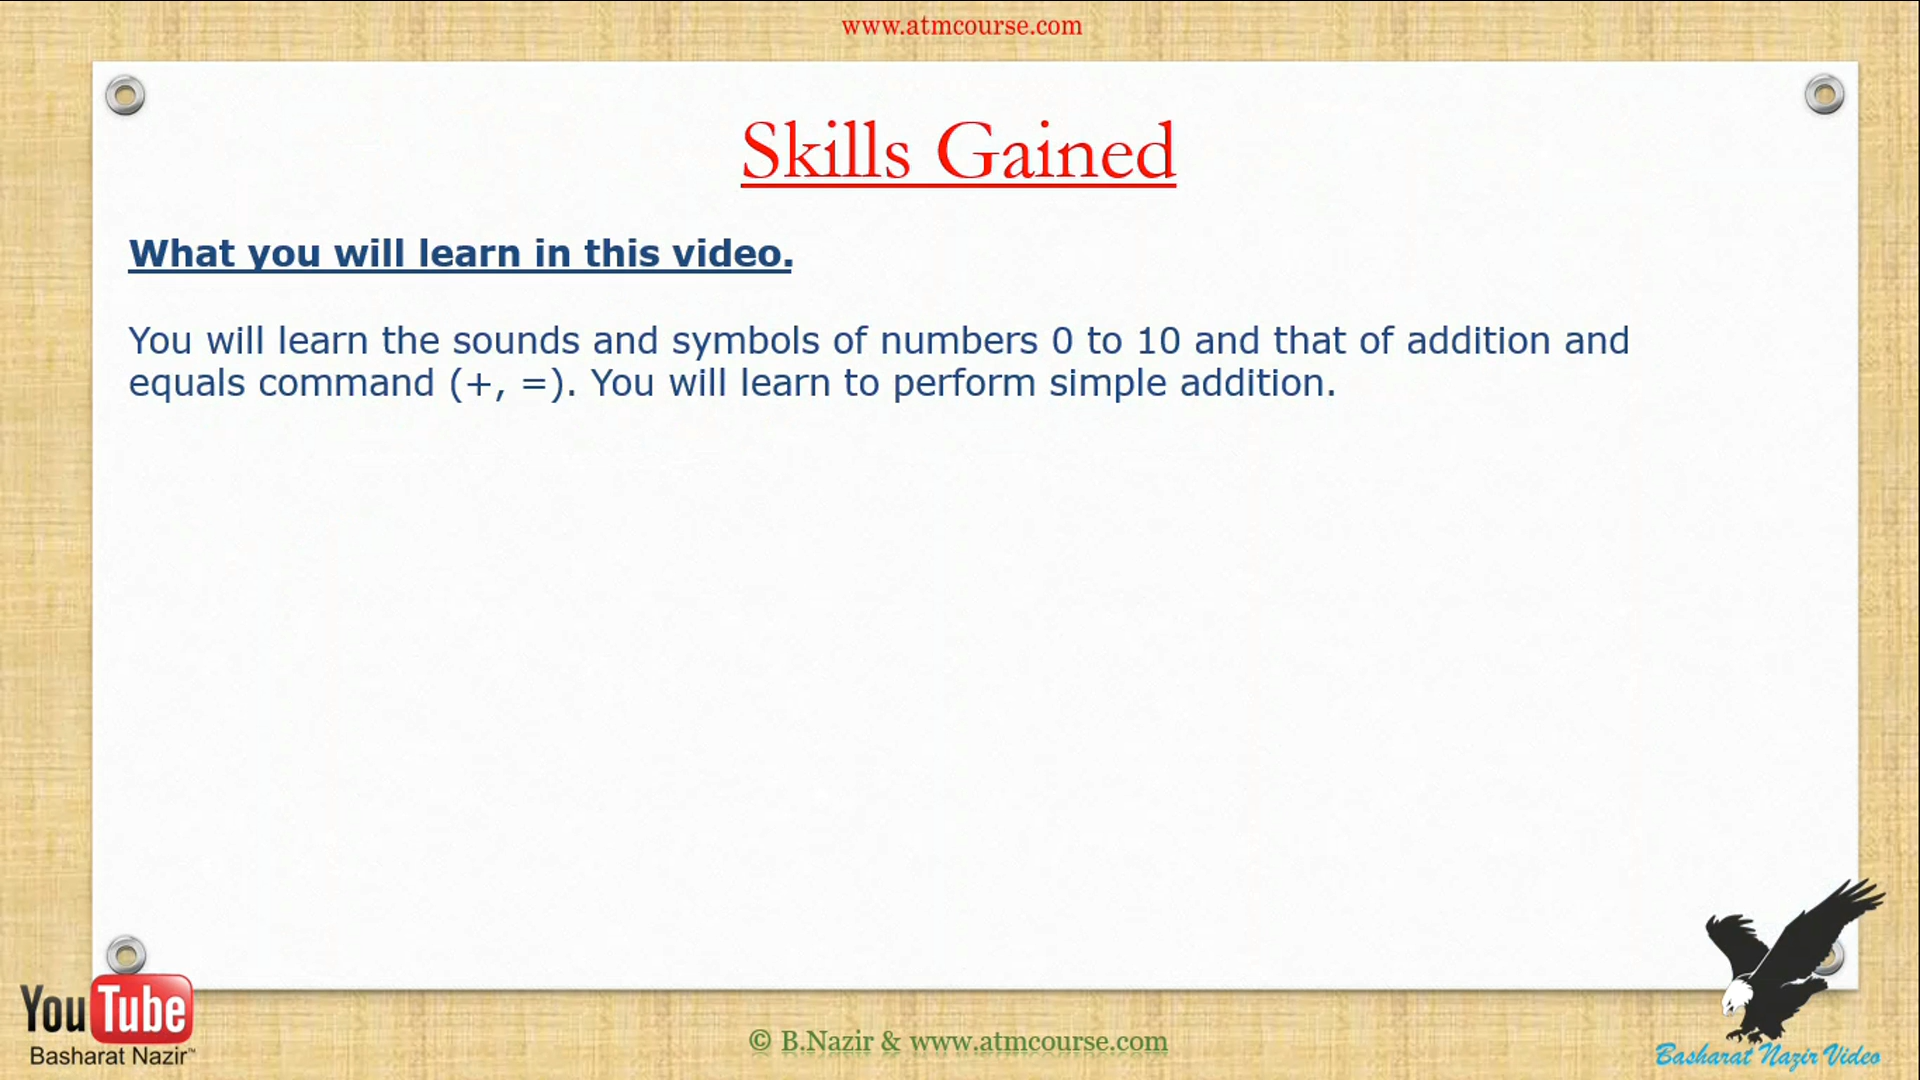 www.atmcourse.com
Skills Gained
What you will learn in this video.
You will learn the sounds and symbols of numbers 0 to 10 and that of addition and
equals command (+, =). You will learn to perform simple addition.
YouTube
Basharat Nazir™
© B.Nazir & www.atmcourse.com
Basharat Nazir Video